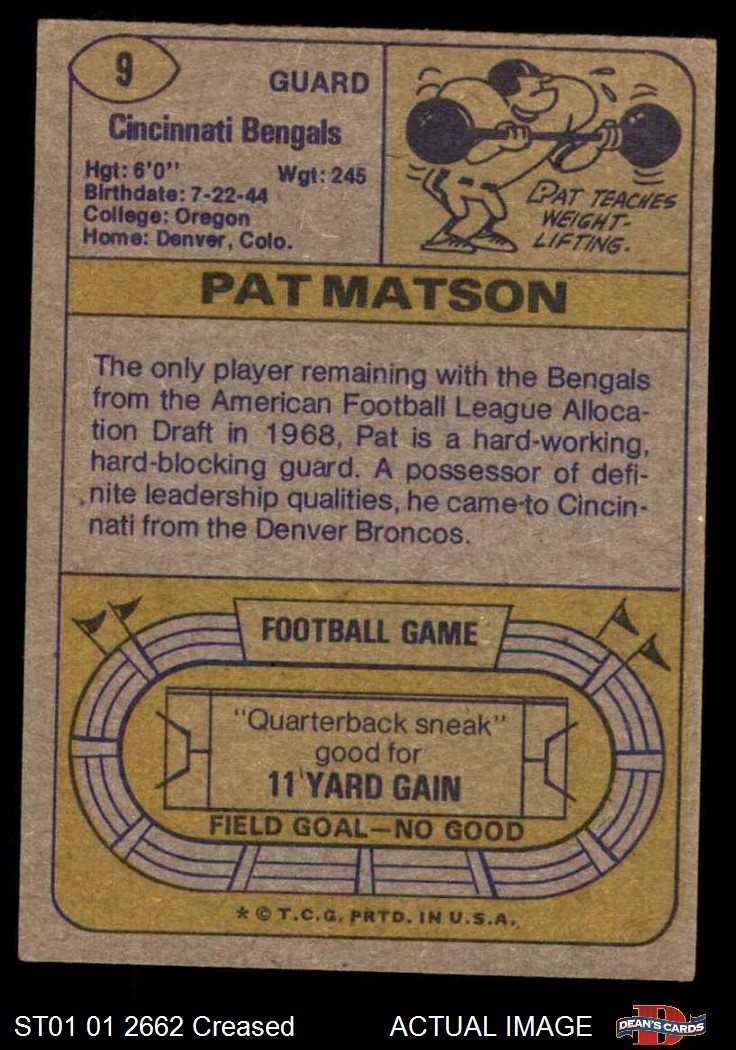 9
GUARD
Cincinnati Bengals
Hgt: 6'0" Wgt: 245
Birthdate: 7-22-44
College: Oregon
Home: Denver, Colo.
PAT TEACHES
WEIGHT-
LIFTING.
PAT MATSON
The only player remaining with the Bengals
from the American Football League Alloca-
tion Draft in 1968, Pat is a hard-working,
hard-blocking guard. A possessor of defi-
nite leadership qualities, he came to Cincin-
nati from the Denver Broncos.
FOOTBALL GAME
"Quarterback sneak"
good for
11 YARD GAIN
FIELD GOAL—NO GOOD
* © T.C.G. PRTD. IN U.S.A.
ST01 01 2662 Creased ACTUAL IMAGE
D
DEAN'S CARDS